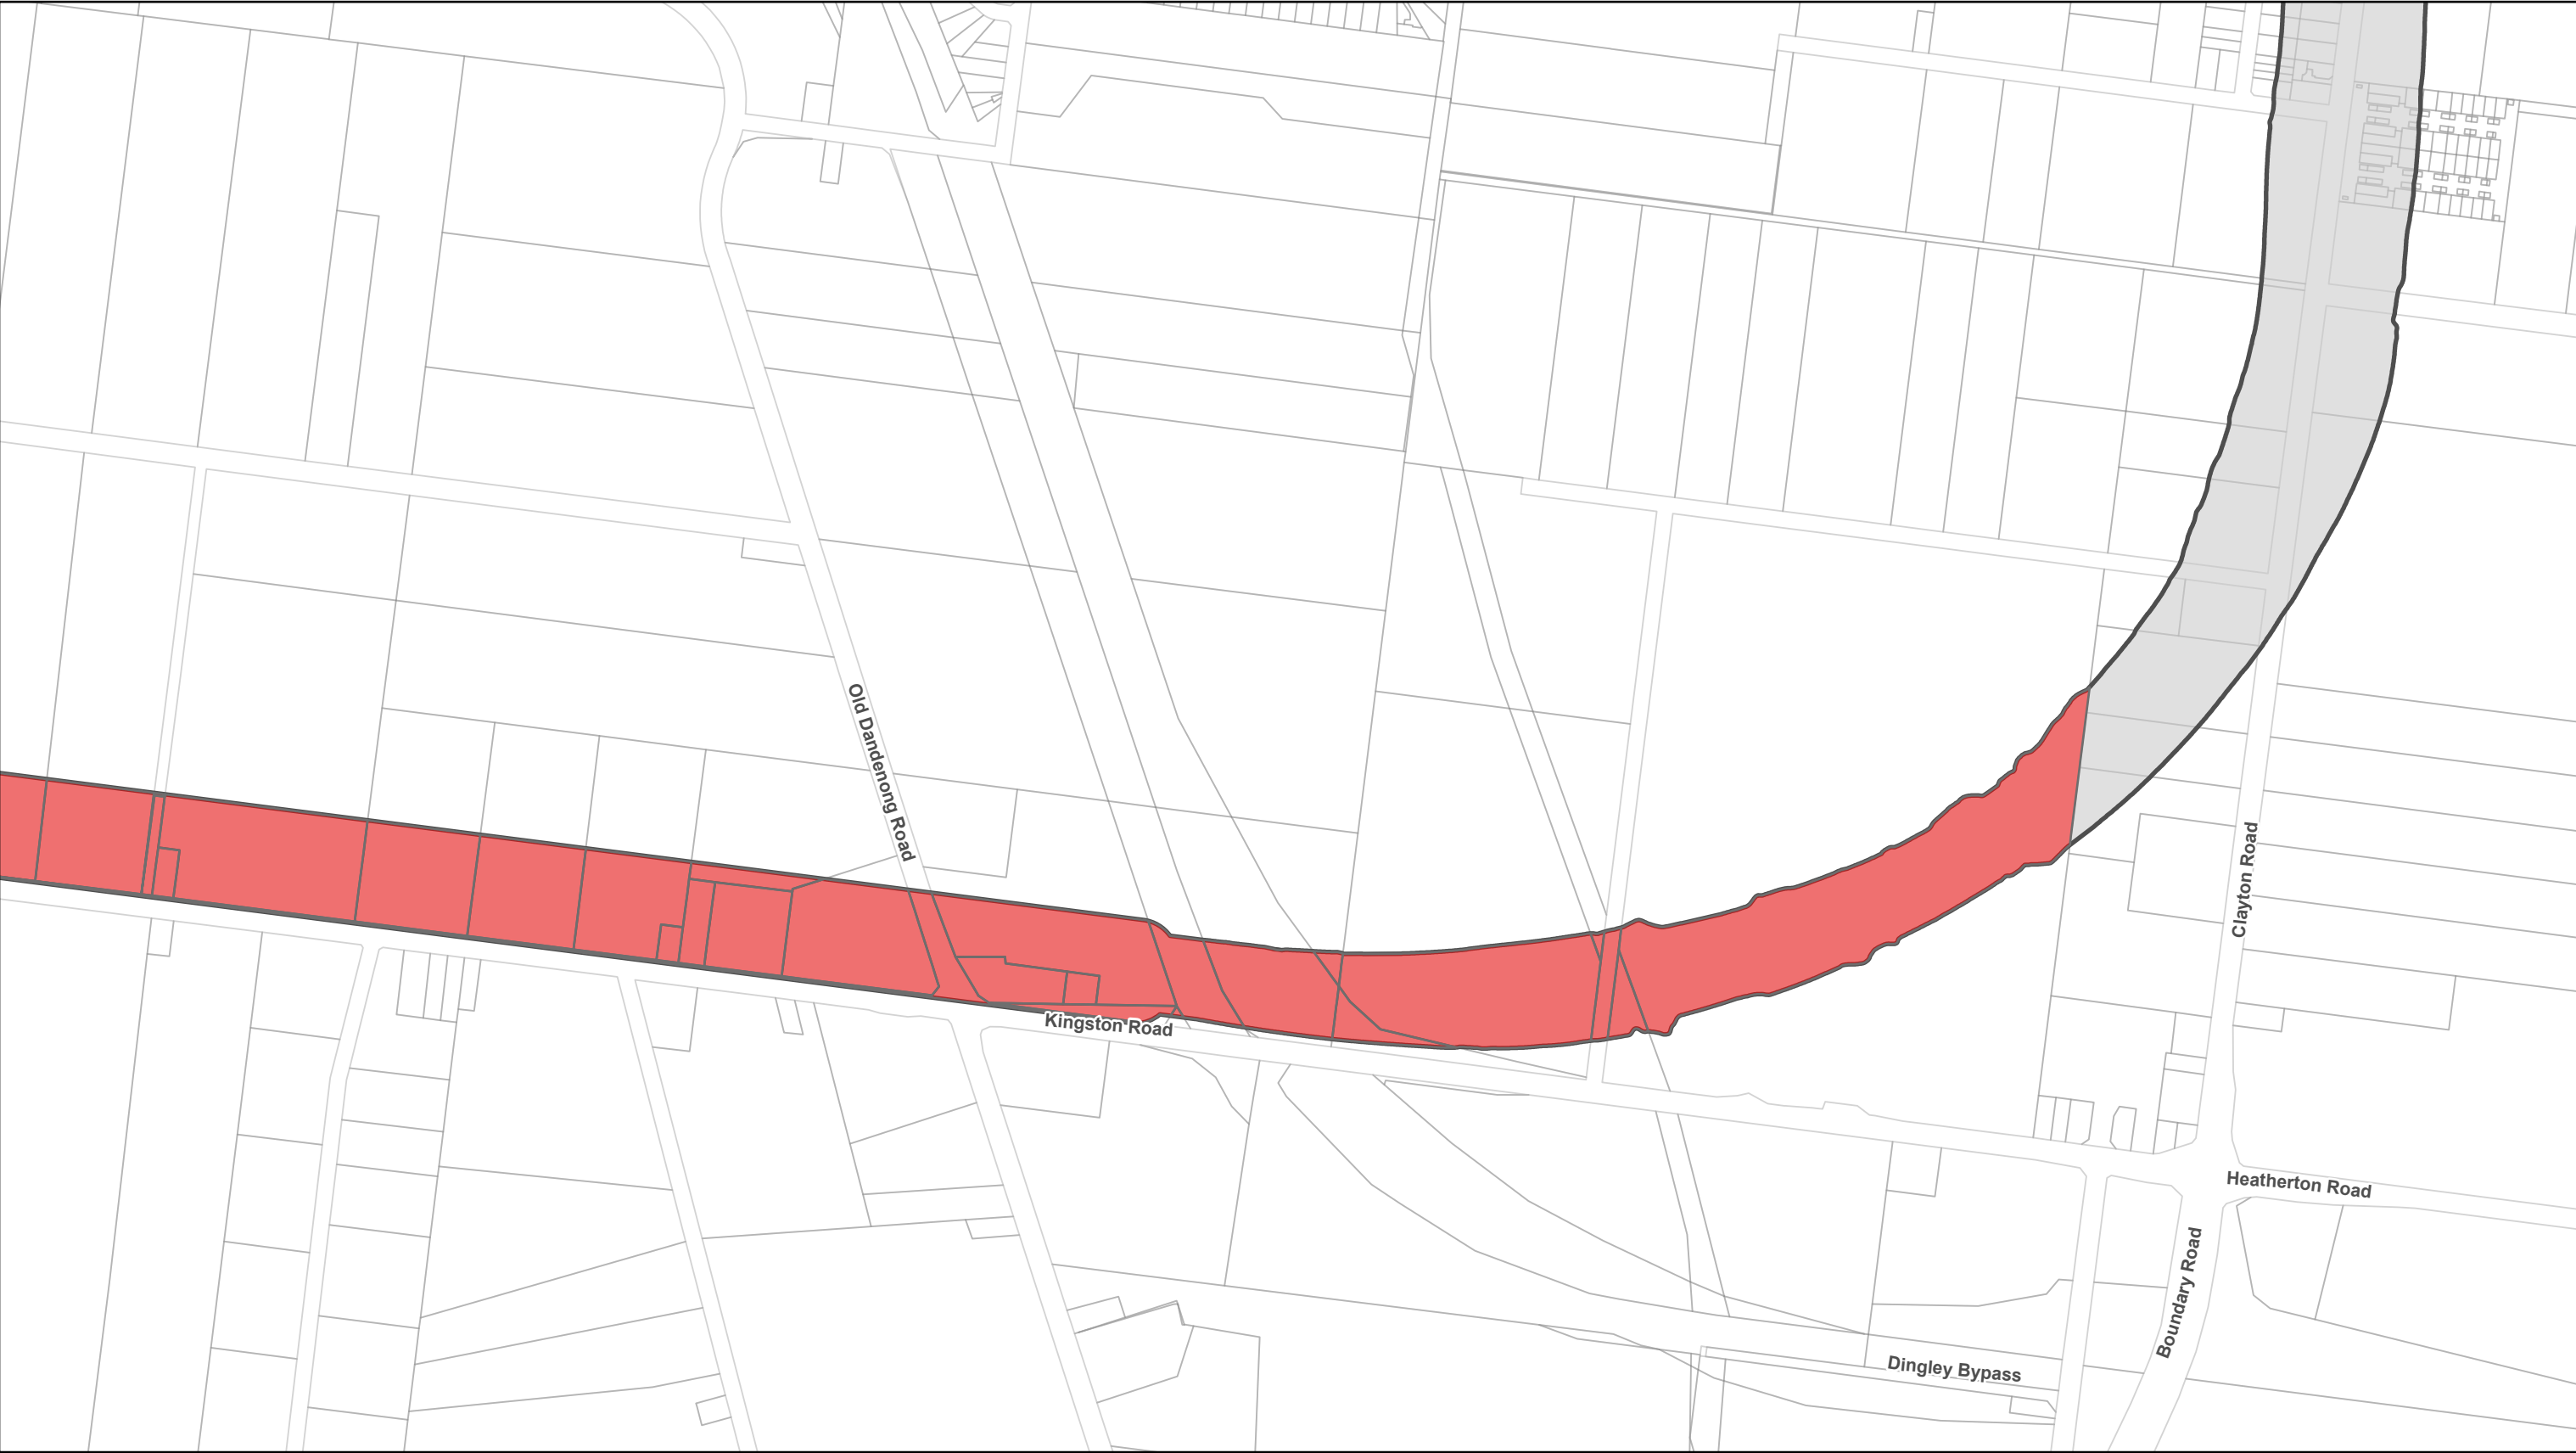 Old Dandenong Road
Clayton Road
Kingston Road
Heatherton Road
Boundary Road
Dingley Bypass